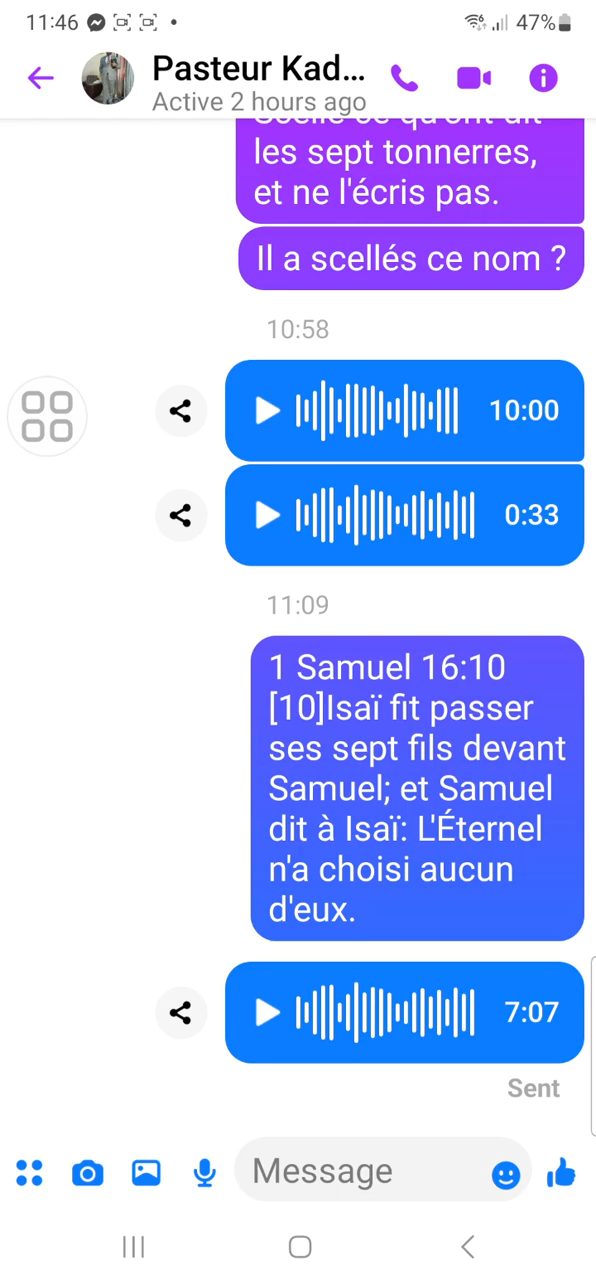 11:46 47%
Pasteur Kad...
Active 2 hours ago
Scelle ce qu'ont dit
les sept tonnerres,
et ne l'écris pas.
Il a scellés ce nom ?
10:58
10:00
0:33
11:09
1 Samuel 16:10
[10]Isaï fit passer
ses sept fils devant
Samuel; et Samuel
dit à Isaï: L'Éternel
n'a choisi aucun
d'eux.
7:07
Sent
Message